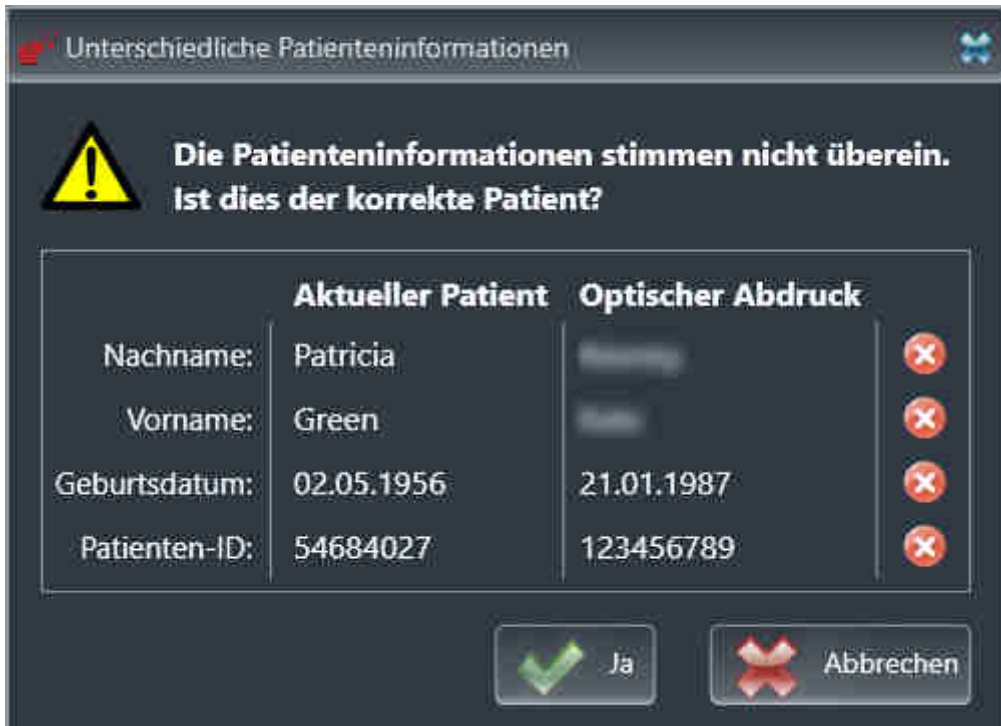 Unterschiedliche Patienteninformationen
Die Patienteninformationen stimmen nicht überein.
Ist dies der korrekte Patient?
Aktueller Patient Optischer Abdruck
Nachname: Patricia
Vorname: Green
Geburtsdatum: 02.05.1956 21.01.1987
Patienten-ID: 54684027 123456789
Ja Abbrechen